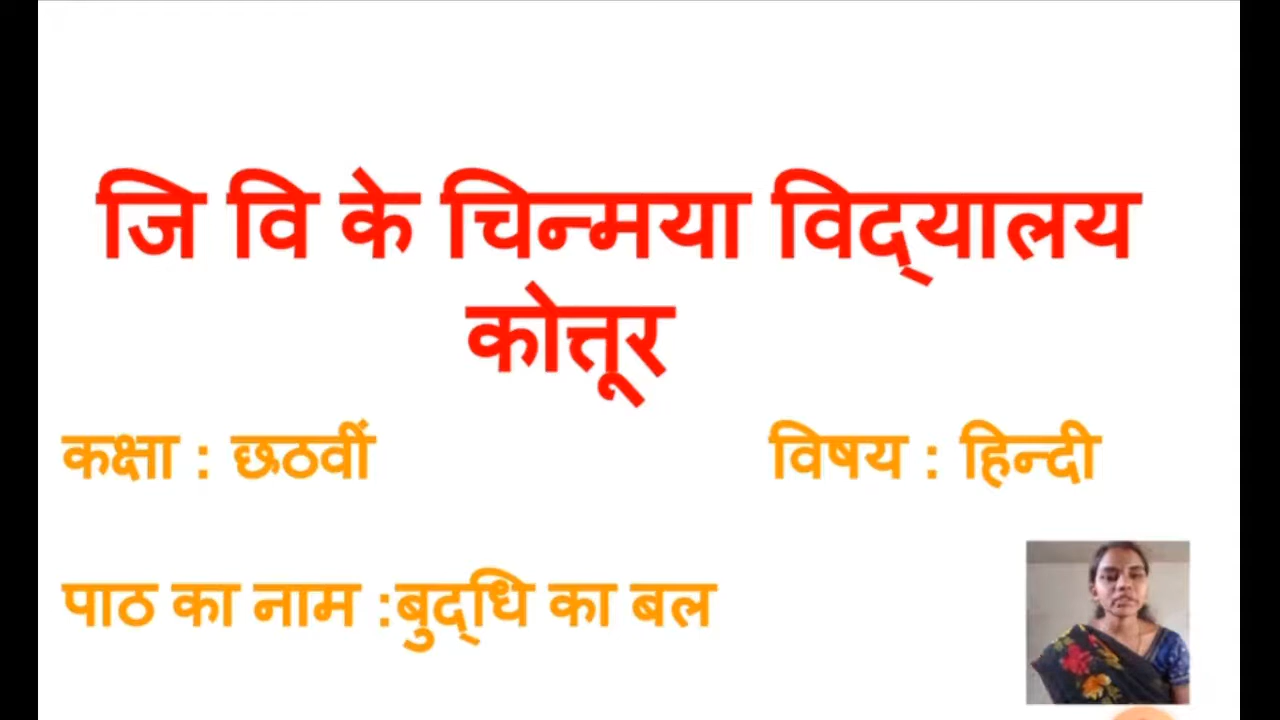 जि वि के चिन्मया विद्‌यालय
कोत्तूर
कक्षा : छठवीं विषय : हिन्दी
पाठ का नाम :बुद्‌धि का बल